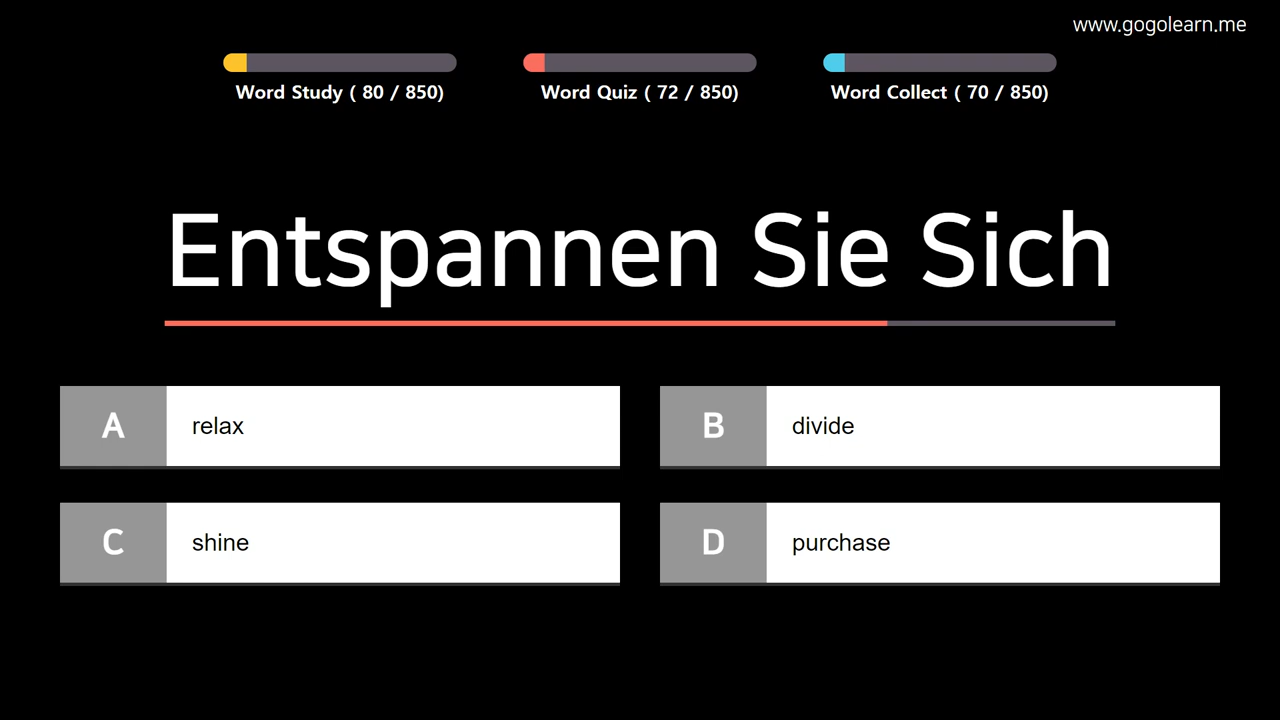 www.gogolearn.me
Word Study ( 80 / 850)
Word Quiz ( 72 / 850)
Word Collect ( 70 / 850)
Entspannen Sie Sich
A relax
B divide
C shine
D purchase